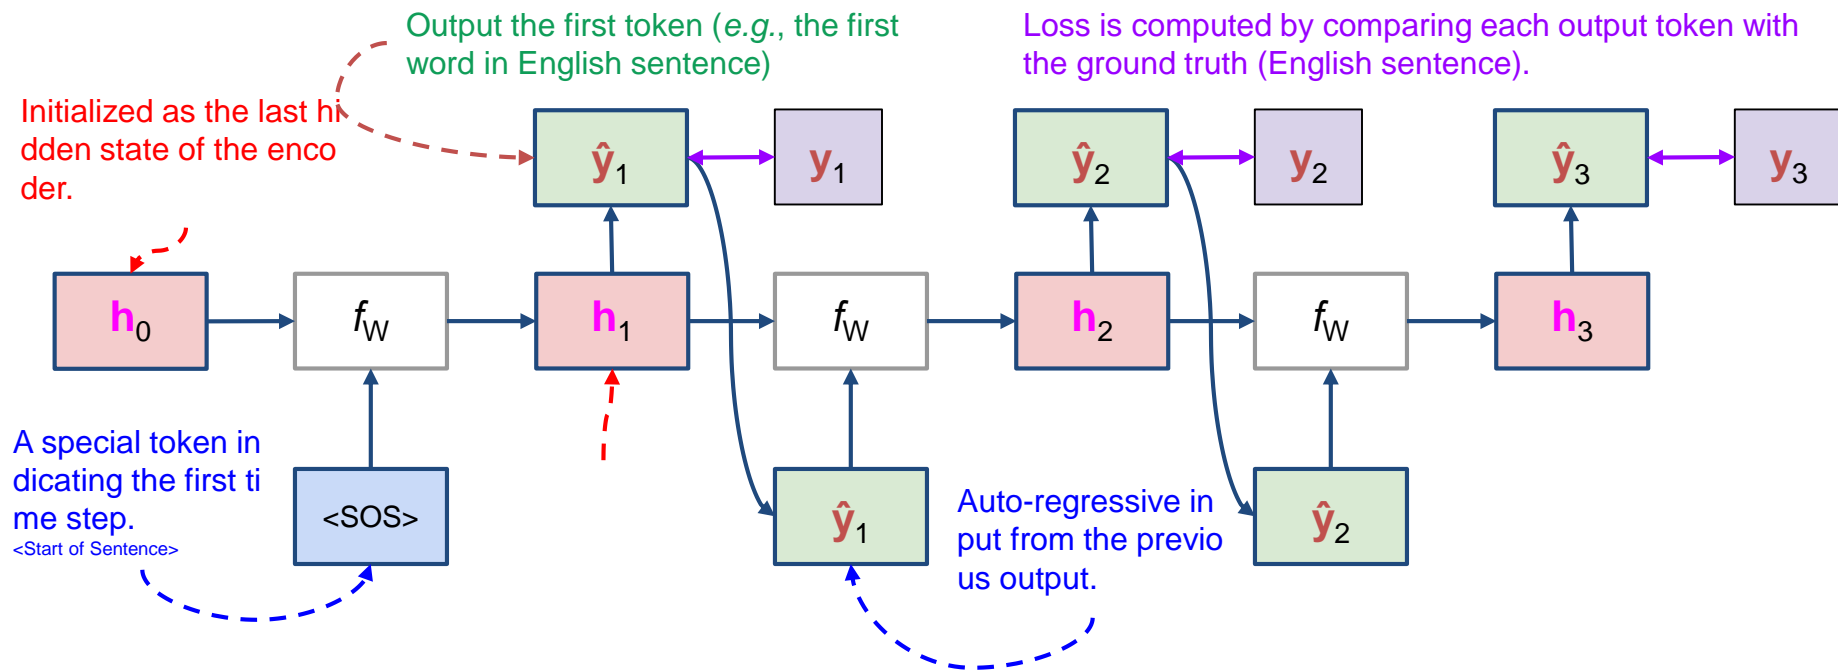 Output the first token (e.g., the first
word in English sentence)
Loss is computed by comparing each output token with
the ground truth (English sentence).
Initialized as the last hi
dden state of the enco
der.
ŷ1
y1
ŷ2
y2
ŷ3
y3
h0
fW
h1
fW
h2
fW
h3
A special token in
dicating the first ti
me step.
<Start of Sentence>
<SOS>
ŷ1
Auto-regressive in
put from the previo
us output.
ŷ2